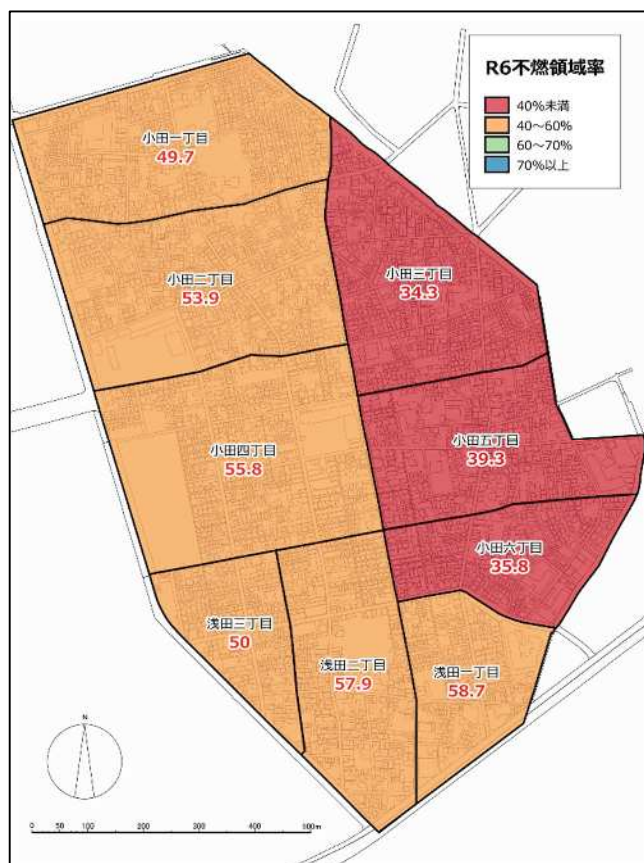 R6不燃領域率
40%未満
40～60%
60～70%
70%以上
小田一丁目
49.7
小田二丁目
53.9
小田三丁目
34.3
小田四丁目
55.8
小田五丁目
39.3
小田六丁目
35.8
浅田三丁目
50
浅田二丁目
57.9
浅田一丁目
58.7
N
0 50 100 200 300 400 500m